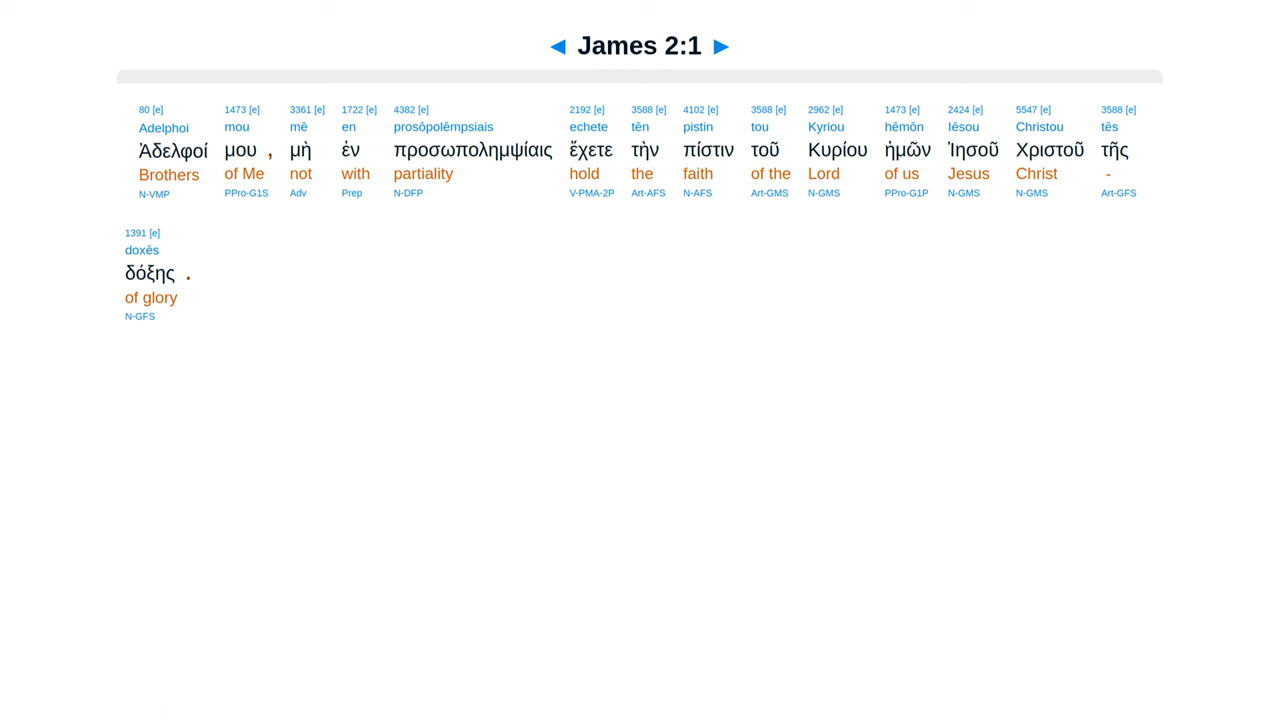 ◄ James 2:1 ►
80 [e] 1473 [e] 3361 [e] 1722 [e] 4382 [e] 2192 [e] 3588 [e] 4102 [e] 3588 [e] 2962 [e] 1473 [e] 2424 [e] 5547 [e] 3588 [e]
Adelphoi mou mē en prosōpolēmpsiais echete tēn pistin tou Kyriou hēmōn Iēsou Christou tēs
Ἀδελφοί μου , μὴ ἐν προσωπολημψίαις ἔχετε τὴν πίστιν τοῦ Κυρίου ἡμῶν Ἰησοῦ Χριστοῦ τῆς
Brothers of Me not with partiality hold the faith of the Lord of us Jesus Christ -
N-VMP PPro-G1S Adv Prep N-DFP V-PMA-2P Art-AFS N-AFS Art-GMS N-GMS PPro-G1P N-GMS N-GMS Art-GFS
1391 [e]
doxēs
δόξης .
of glory
N-GFS